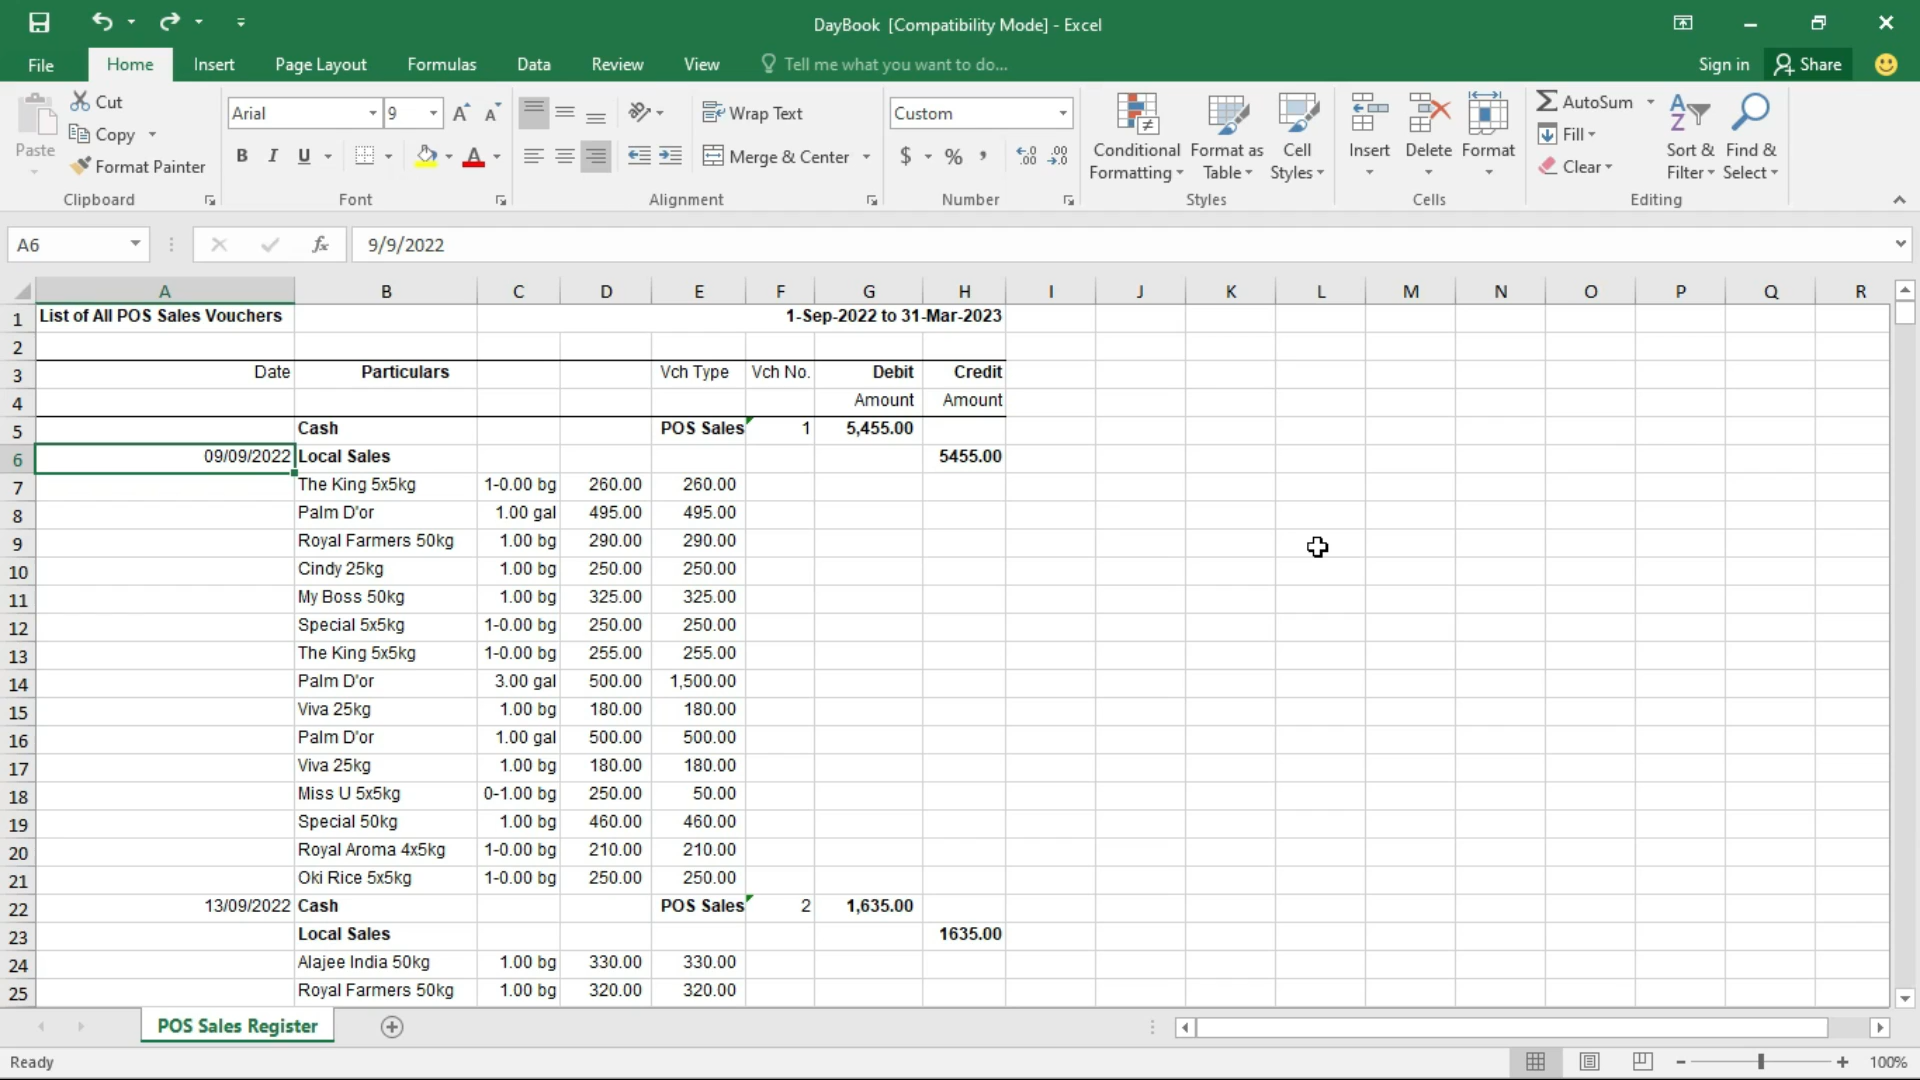 DayBook [Compatibility Mode] - Excel
File Home Insert Page Layout Formulas Data Review View Tell me what you want to do... Sign in Share
Paste Cut Copy Format Painter Clipboard
Arial 9 B I U A Font
Wrap Text Merge & Center Alignment
Custom $ % , Number
Conditional Formatting Format as Table Cell Styles Styles
Insert Delete Format Cells
AutoSum Fill Clear Sort & Filter Find & Select Editing
A6 fx 9/9/2022
A B C D E F G H I J K L M N O P Q R
1 List of All POS Sales Vouchers 1-Sep-2022 to 31-Mar-2023
2
3 Date Particulars Vch Type Vch No. Debit Credit
4 Amount Amount
5 Cash POS Sales 1 5,455.00
6 09/09/2022 Local Sales 5455.00
7 The King 5x5kg 1-0.00 bg 260.00 260.00
8 Palm D'or 1.00 gal 495.00 495.00
9 Royal Farmers 50kg 1.00 bg 290.00 290.00
10 Cindy 25kg 1.00 bg 250.00 250.00
11 My Boss 50kg 1.00 bg 325.00 325.00
12 Special 5x5kg 1-0.00 bg 250.00 250.00
13 The King 5x5kg 1-0.00 bg 255.00 255.00
14 Palm D'or 3.00 gal 500.00 1,500.00
15 Viva 25kg 1.00 bg 180.00 180.00
16 Palm D'or 1.00 gal 500.00 500.00
17 Viva 25kg 1.00 bg 180.00 180.00
18 Miss U 5x5kg 0-1.00 bg 250.00 50.00
19 Special 50kg 1.00 bg 460.00 460.00
20 Royal Aroma 4x5kg 1-0.00 bg 210.00 210.00
21 Oki Rice 5x5kg 1-0.00 bg 250.00 250.00
22 13/09/2022 Cash POS Sales 2 1,635.00
23 Local Sales 1635.00
24 Alajee India 50kg 1.00 bg 330.00 330.00
25 Royal Farmers 50kg 1.00 bg 320.00 320.00
POS Sales Register
Ready 100%